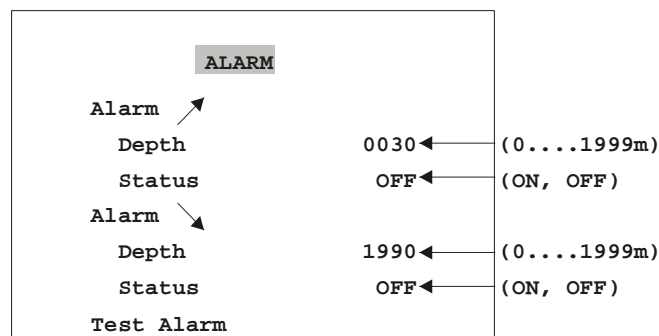 ALARM
Alarm
Depth 0030 (0....1999m)
Status OFF (ON, OFF)
Alarm
Depth 1990 (0....1999m)
Status OFF (ON, OFF)
Test Alarm